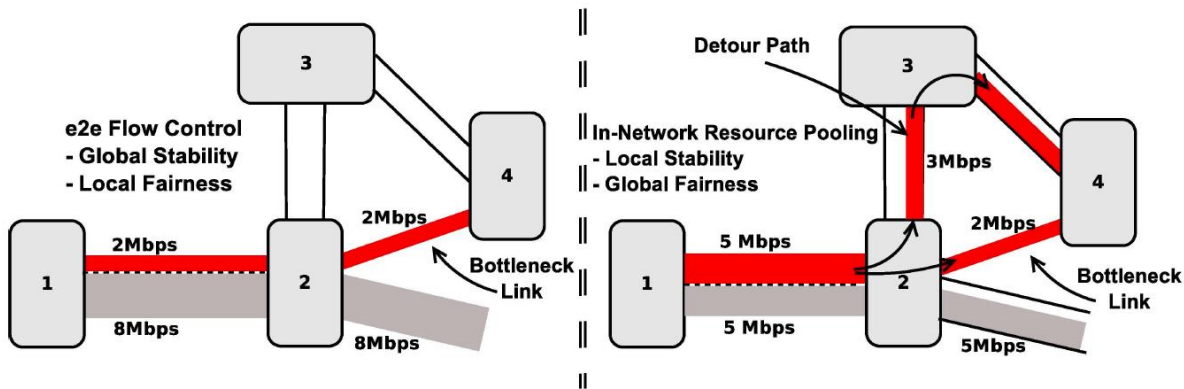 3
e2e Flow Control
- Global Stability
- Local Fairness
4
2Mbps
2Mbps
1
2
Bottleneck
Link
8Mbps
8Mbps
Detour Path
3
In-Network Resource Pooling
- Local Stability
- Global Fairness
3Mbps
4
2Mbps
5 Mbps
1
2
Bottleneck
Link
5 Mbps
5Mbps